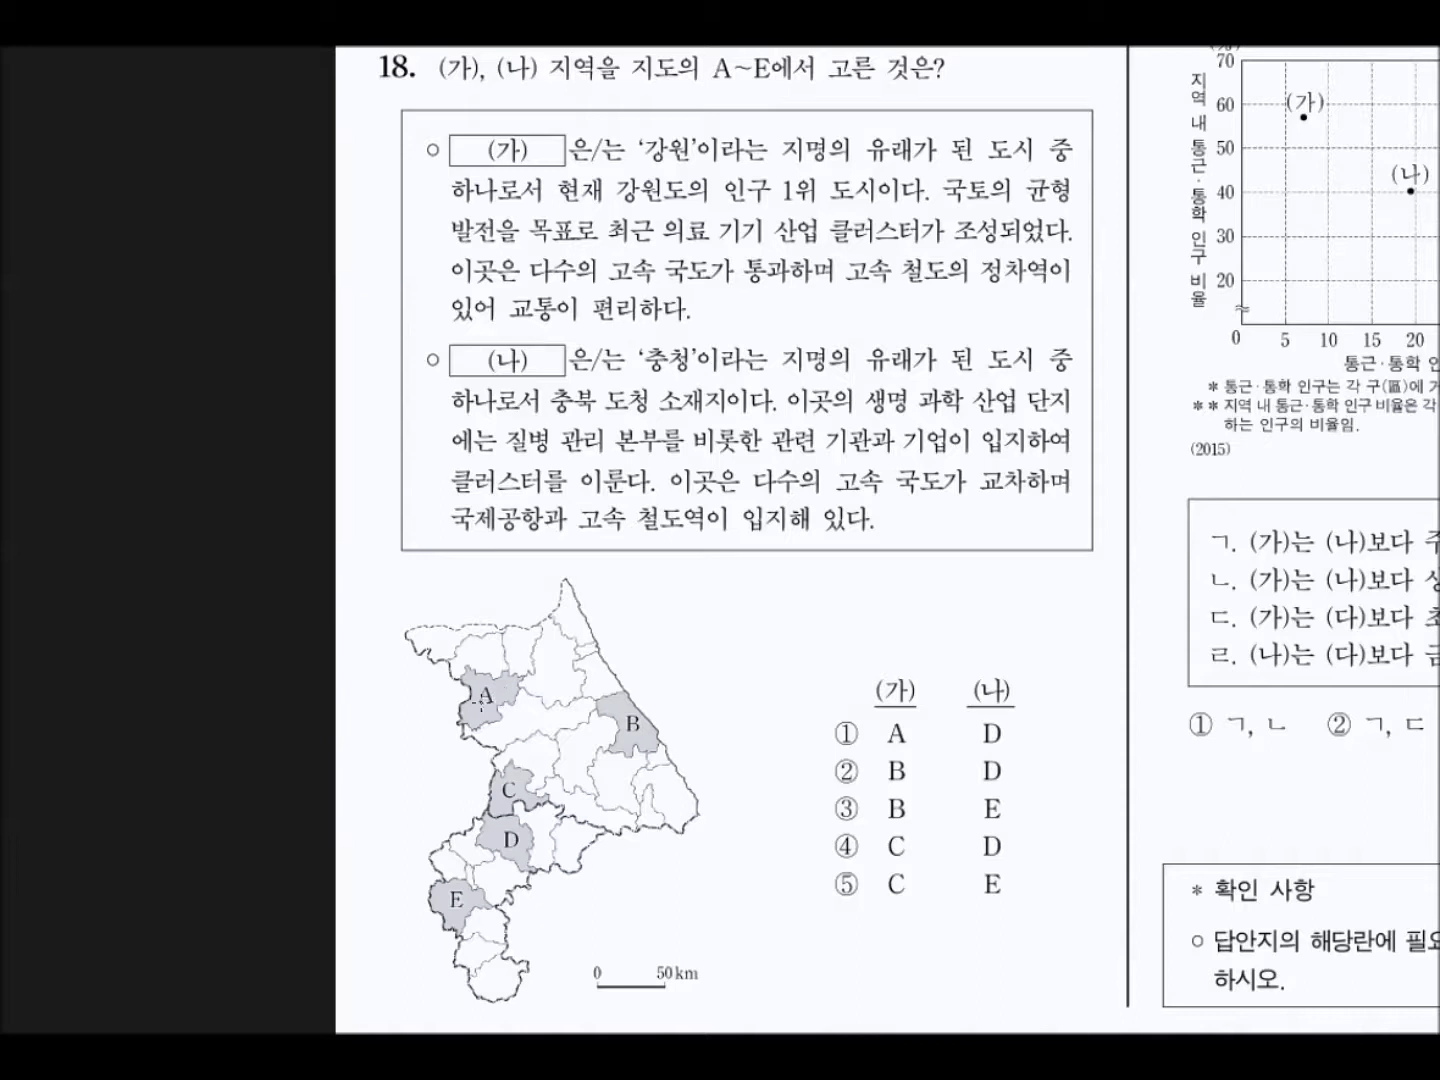 18. (가), (나) 지역을 지도의 A～E에서 고른 것은?
○ (가) 은/는 ‘강원’이라는 지명의 유래가 된 도시 중
하나로서 현재 강원도의 인구 1위 도시이다. 국토의 균형
발전을 목표로 최근 의료 기기 산업 클러스터가 조성되었다.
이곳은 다수의 고속 국도가 통과하며 고속 철도의 정차역이
있어 교통이 편리하다.
○ (나) 은/는 ‘충청’이라는 지명의 유래가 된 도시 중
하나로서 충북 도청 소재지이다. 이곳의 생명 과학 산업 단지
에는 질병 관리 본부를 비롯한 관련 기관과 기업이 입지하여
클러스터를 이룬다. 이곳은 다수의 고속 국도가 교차하며
국제공항과 고속 철도역이 입지해 있다.
A
B
C
D
E
0 50km
(가) (나)
① A D
② B D
③ B E
④ C D
⑤ C E
지역 내 통근·통학 인구 비율
70
60
50
40
30
20
(가)
(나)
0 5 10 15 20
통근·통학 인
* 통근·통학 인구는 각 구(區)에 거
** 지역 내 통근·통학 인구 비율은 각
하는 인구의 비율임.
(2015)
ㄱ. (가)는 (나)보다 주
ㄴ. (가)는 (나)보다 상
ㄷ. (가)는 (다)보다 초
ㄹ. (나)는 (다)보다 금
① ㄱ, ㄴ ② ㄱ, ㄷ
* 확인 사항
○ 답안지의 해당란에 필요
하시오.